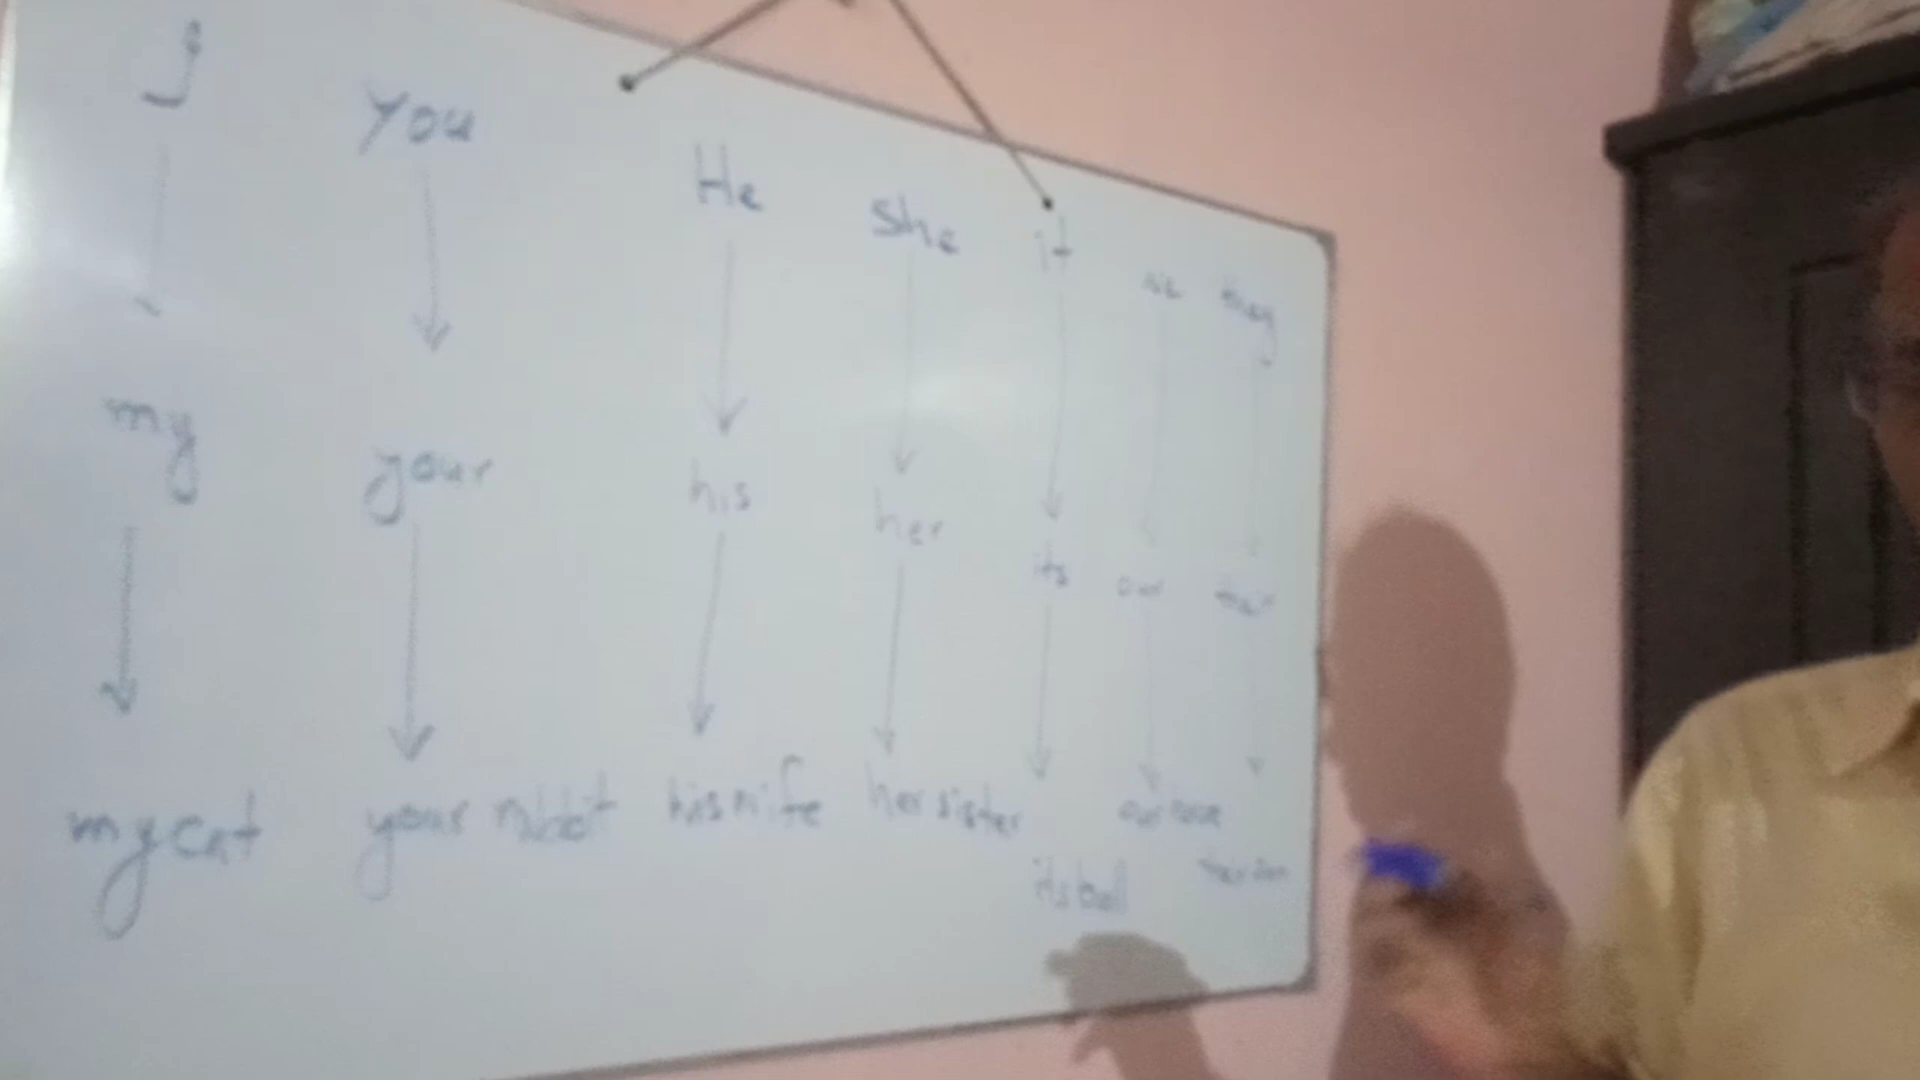 I You He She it we they
my your his her its our their
my cat your rabbit his wife her sister our house
its ball